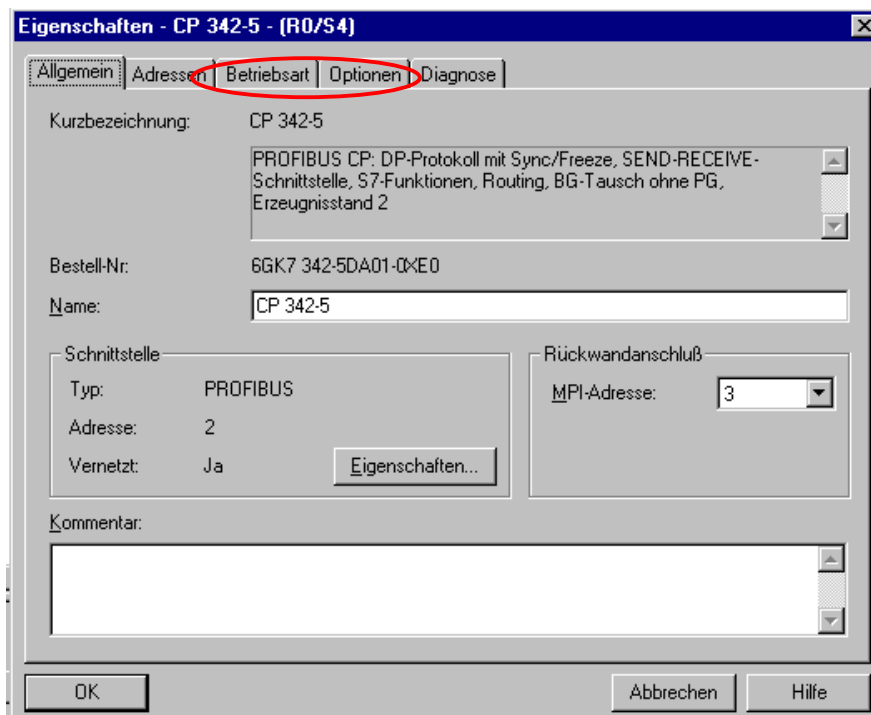 Eigenschaften - CP 342-5 - (R0/S4)
Allgemein Adressen Betriebsart Optionen Diagnose
Kurzbezeichnung: CP 342-5
PROFIBUS CP: DP-Protokoll mit Sync/Freeze, SEND-RECEIVE-
Schnittstelle, S7-Funktionen, Routing, BG-Tausch ohne PG,
Erzeugnisstand 2
Bestell-Nr: 6GK7 342-5DA01-0XE0
Name: CP 342-5
Schnittstelle
Typ: PROFIBUS
Adresse: 2
Vernetzt: Ja
Eigenschaften...
Rückwandanschluß
MPI-Adresse: 3
Kommentar:
OK Abbrechen Hilfe